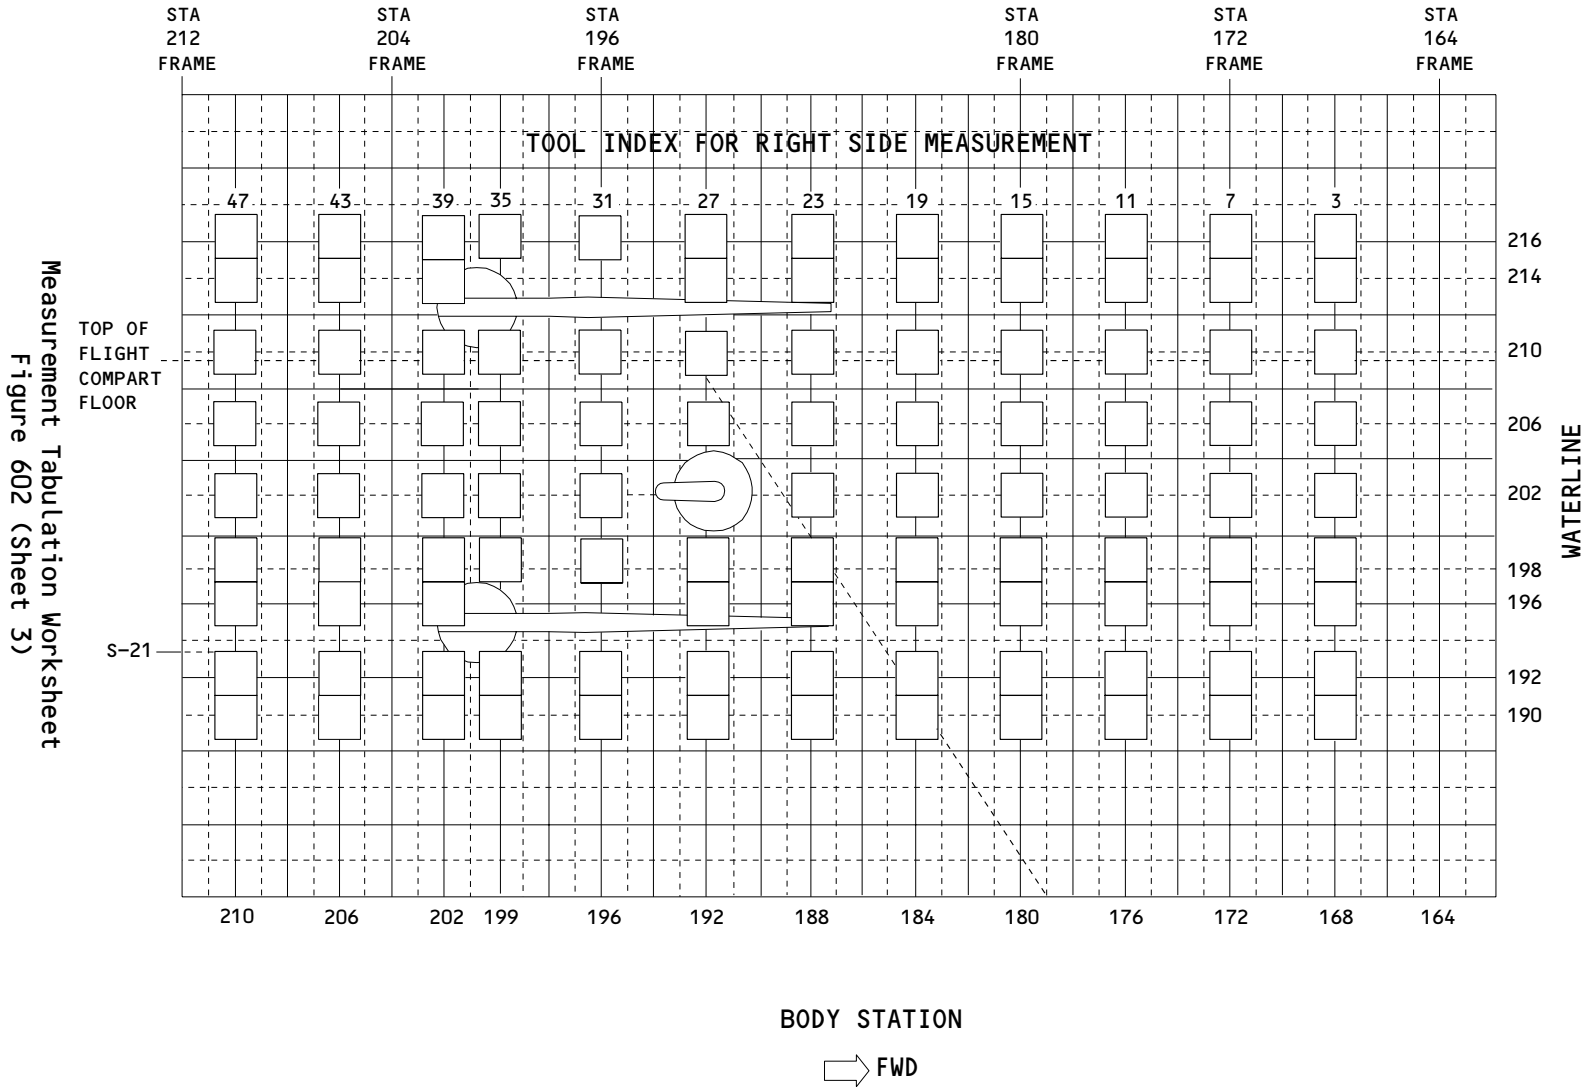 STA
212
FRAME
STA
204
FRAME
STA
196
FRAME
STA
180
FRAME
STA
172
FRAME
STA
164
FRAME
TOOL INDEX FOR RIGHT SIDE MEASUREMENT
47 43 39 35 31 27 23 19 15 11 7 3
216
214
210
206
202
198
196
192
190
WATERLINE
TOP OF
FLIGHT
COMPART
FLOOR
S-21
Measurement Tabulation Worksheet
Figure 602 (Sheet 3)
210 206 202 199 196 192 188 184 180 176 172 168 164
BODY STATION
FWD